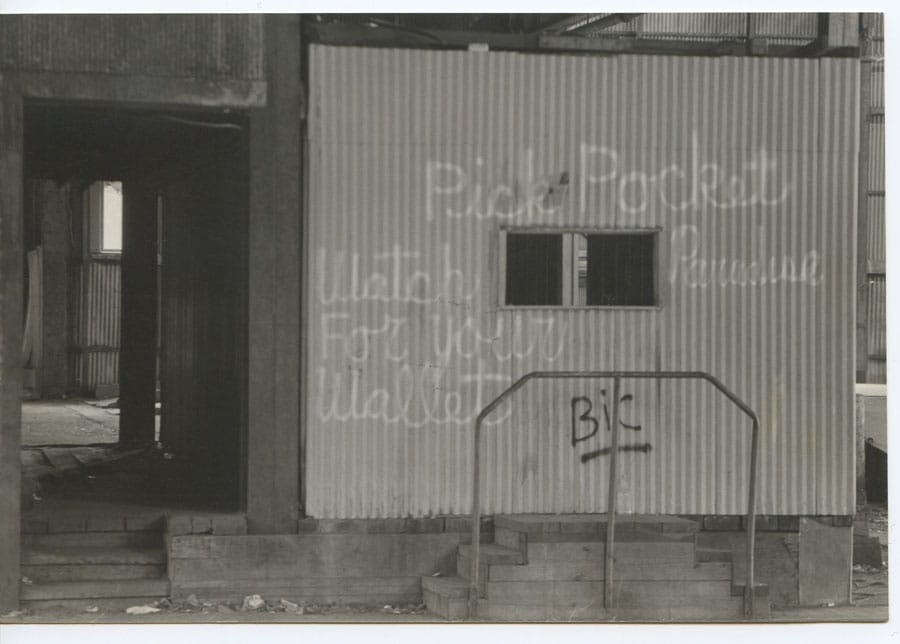 Pick Pocket
Paradise
Watch
For your
Wallet
Bic